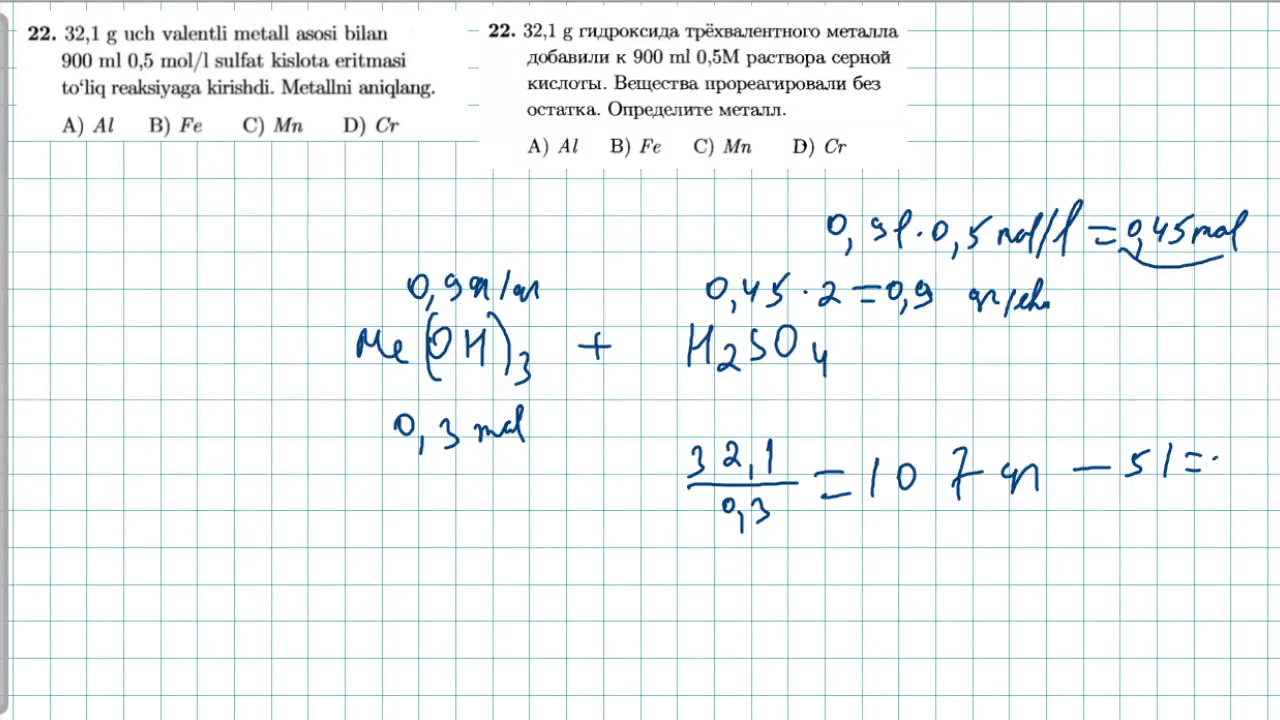 22. 32,1 g uch valentli metall asosi bilan
900 ml 0,5 mol/l sulfat kislota eritmasi
to‘liq reaksiyaga kirishdi. Metallni aniqlang.
A) Al B) Fe C) Mn D) Cr
22. 32,1 g гидроксида трёхвалентного металла
добавили к 900 ml 0,5M раствора серной
кислоты. Вещества прореагировали без
остатка. Определите металл.
A) Al B) Fe C) Mn D) Cr
0,9l·0,5 mol/l=0,45mol
0,45·2=0,9
0,9
Me(OH)3 + H2SO4
0,3 mol
32,1/0,3 = 107 gr — 51=